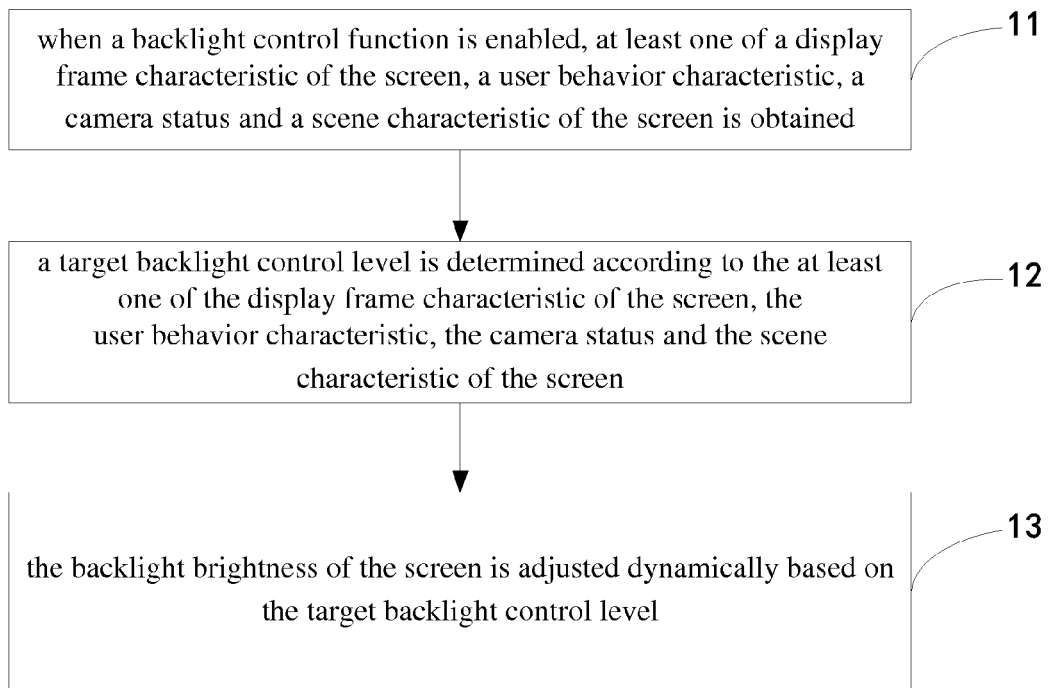 when a backlight control function is enabled, at least one of a display
frame characteristic of the screen, a user behavior characteristic, a
camera status and a scene characteristic of the screen is obtained
11
a target backlight control level is determined according to the at least
one of the display frame characteristic of the screen, the
user behavior characteristic, the camera status and the scene
characteristic of the screen
12
the backlight brightness of the screen is adjusted dynamically based on
the target backlight control level
13